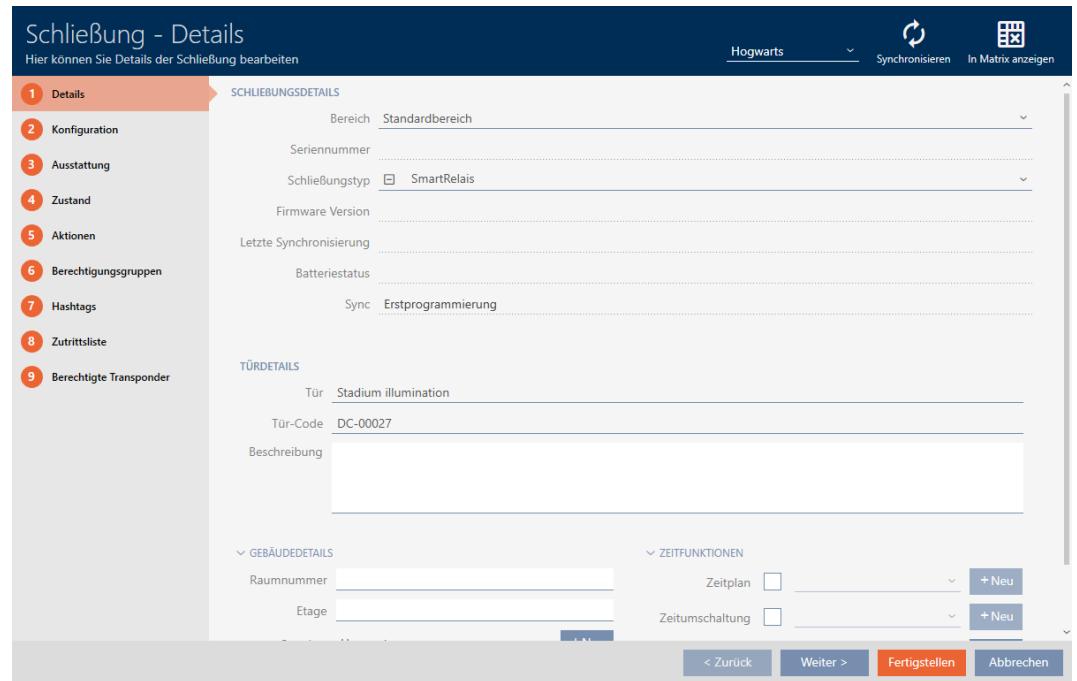 Schließung - Details
Hier können Sie Details der Schließung bearbeiten
Hogwarts
Synchronisieren
In Matrix anzeigen
1 Details
2 Konfiguration
3 Ausstattung
4 Zustand
5 Aktionen
6 Berechtigungsgruppen
7 Hashtags
8 Zutrittsliste
9 Berechtigte Transponder
SCHLIEßUNGSDETAILS
Bereich Standardbereich
Seriennummer
Schließungstyp SmartRelais
Firmware Version
Letzte Synchronisierung
Batteriestatus
Sync Erstprogrammierung
TÜRDETAILS
Tür Stadium illumination
Tür-Code DC-00027
Beschreibung
GEBÄUDEDETAILS
Raumnummer
Etage
ZEITFUNKTIONEN
Zeitplan + Neu
Zeitumschaltung + Neu
< Zurück
Weiter >
Fertigstellen
Abbrechen